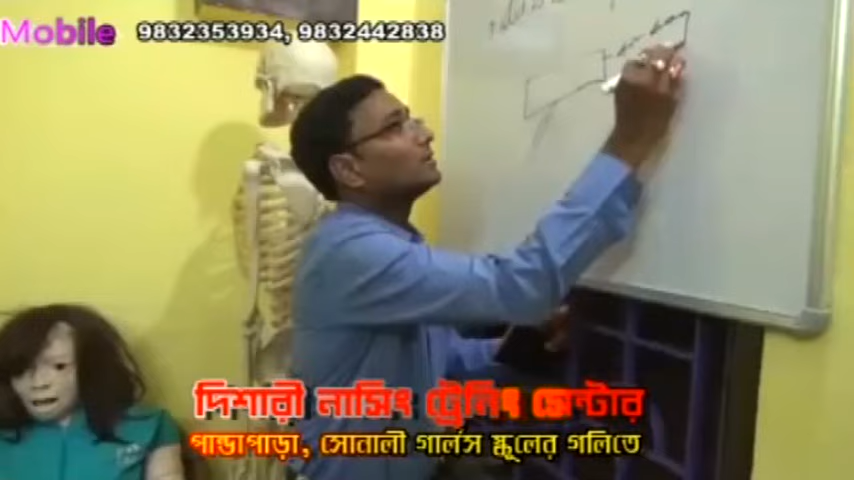 Mobile 9832353934, 9832442838
দিশারী নার্সিং ট্রেনিং সেন্টার
পান্ডাপাড়া, সোনালী গার্লস স্কুলের গলিতে